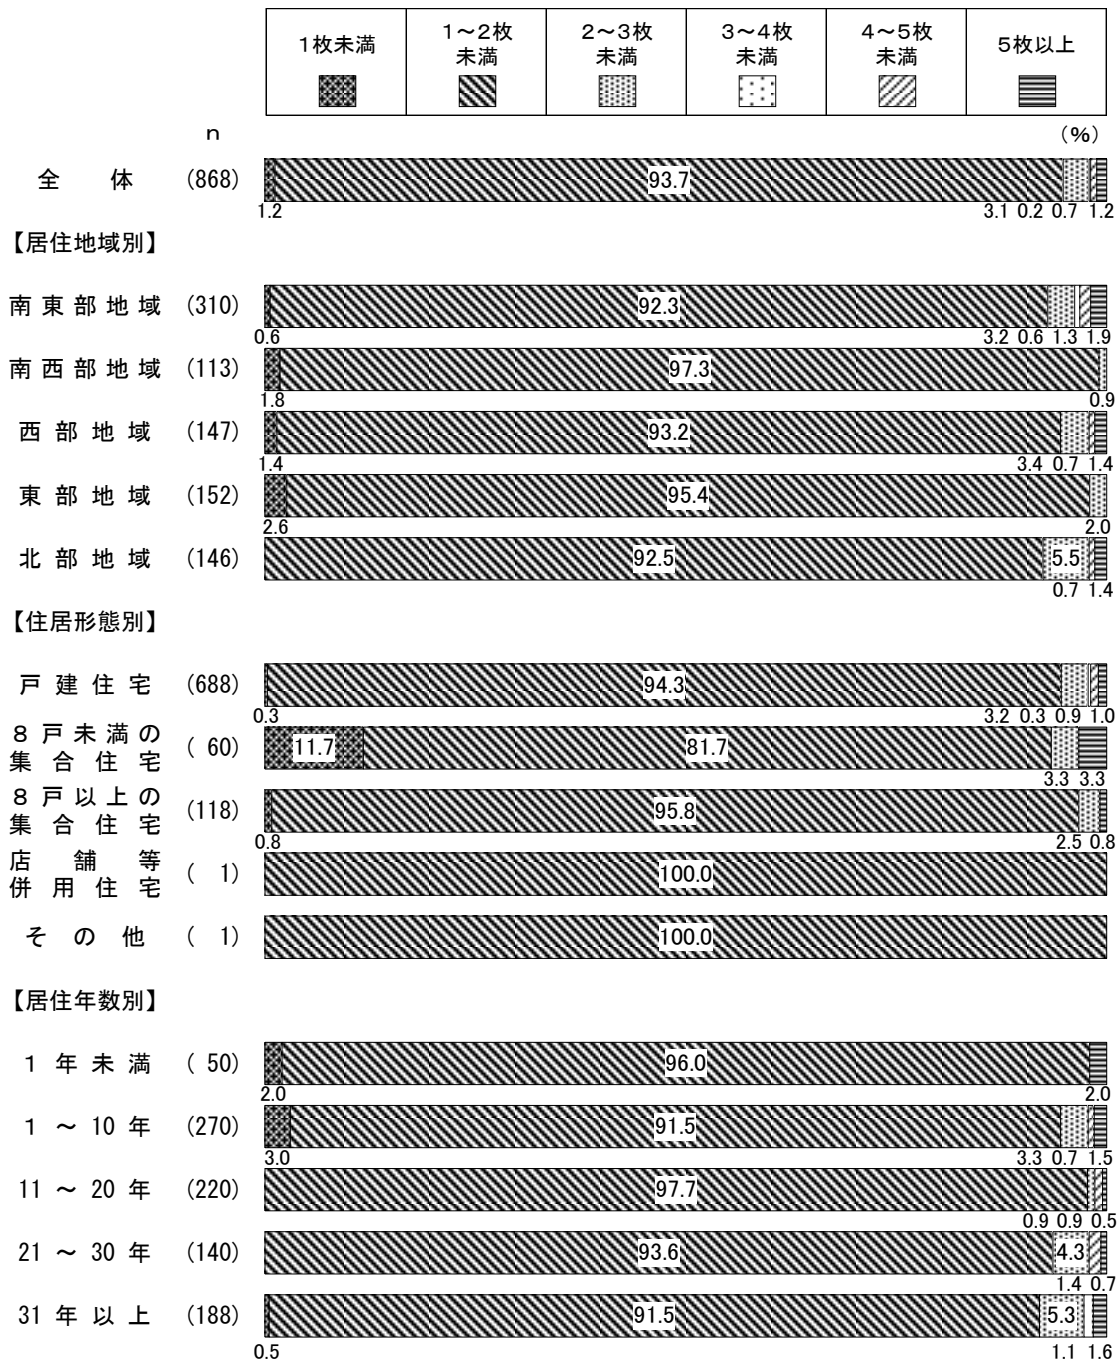 1枚未満
1～2枚
未満
2～3枚
未満
3～4枚
未満
4～5枚
未満
5枚以上
n
(%)
全体 (868) 93.7
1.2 3.1 0.2 0.7 1.2
【居住地域別】
南東部地域 (310) 92.3
0.6 3.2 0.6 1.3 1.9
南西部地域 (113) 97.3
1.8 0.9
西部地域 (147) 93.2
1.4 3.4 0.7 1.4
東部地域 (152) 95.4
2.6 2.0
北部地域 (146) 92.5 5.5
0.7 1.4
【住居形態別】
戸建住宅 (688) 94.3
0.3 3.2 0.3 0.9 1.0
8戸未満の
集合住宅 (60) 11.7 81.7
3.3 3.3
8戸以上の
集合住宅 (118) 95.8
0.8 2.5 0.8
店舗等
併用住宅 (1) 100.0
その他 (1) 100.0
【居住年数別】
1年未満 (50) 96.0
2.0 2.0
1～10年 (270) 91.5
3.0 3.3 0.7 1.5
11～20年 (220) 97.7
0.9 0.9 0.5
21～30年 (140) 93.6 4.3
1.4 0.7
31年以上 (188) 91.5 5.3
0.5 1.1 1.6